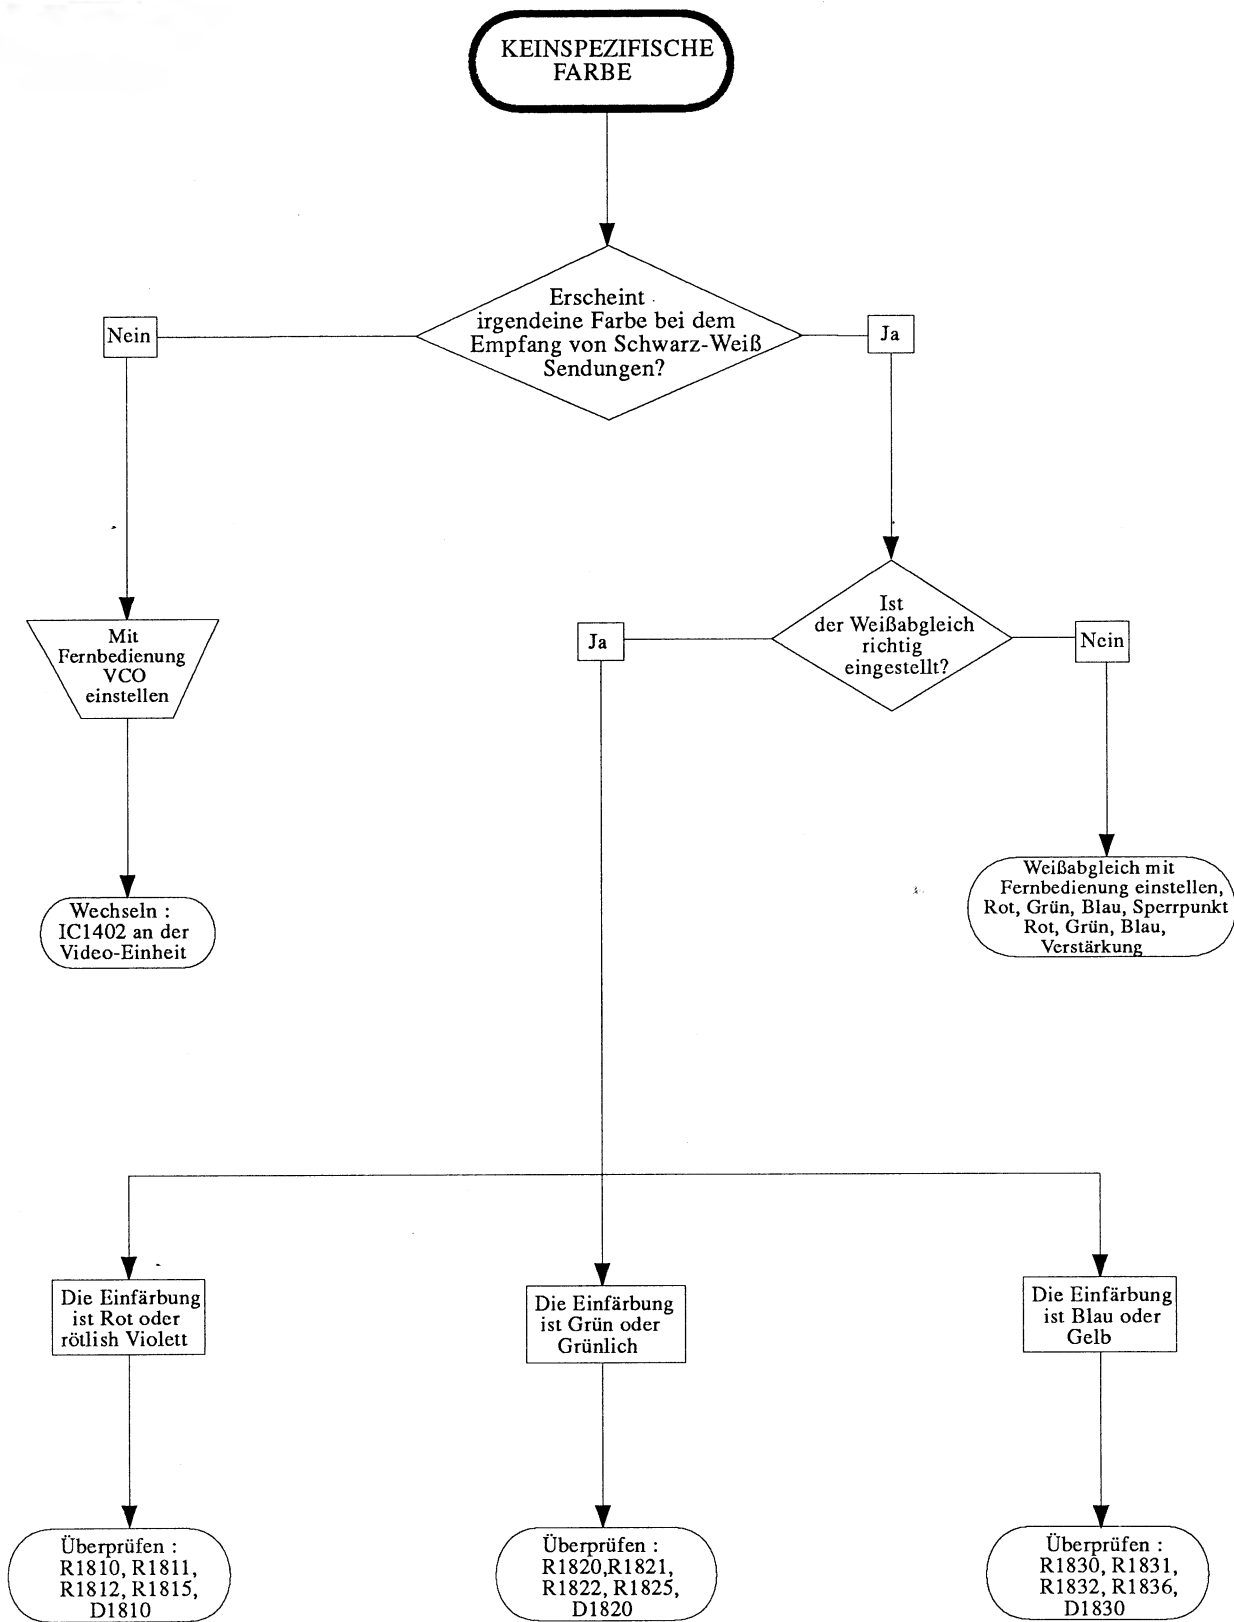 KEINSPEZIFISCHE
FARBE
Erscheint
irgendeine Farbe bei dem
Empfang von Schwarz-Weiß
Sendungen?
Nein
Ja
Ist
der Weißabgleich
richtig
eingestellt?
Ja
Nein
Mit
Fernbedienung
VCO
einstellen
Weißabgleich mit
Fernbedienung einstellen,
Rot, Grün, Blau, Sperrpunkt
Rot, Grün, Blau,
Verstärkung
Wechseln :
IC1402 an der
Video-Einheit
Die Einfärbung
ist Rot oder
rötlish Violett
Die Einfärbung
ist Grün oder
Grünlich
Die Einfärbung
ist Blau oder
Gelb
Überprüfen :
R1810, R1811,
R1812, R1815,
D1810
Überprüfen :
R1820,R1821,
R1822, R1825,
D1820
Überprüfen :
R1830, R1831,
R1832, R1836,
D1830